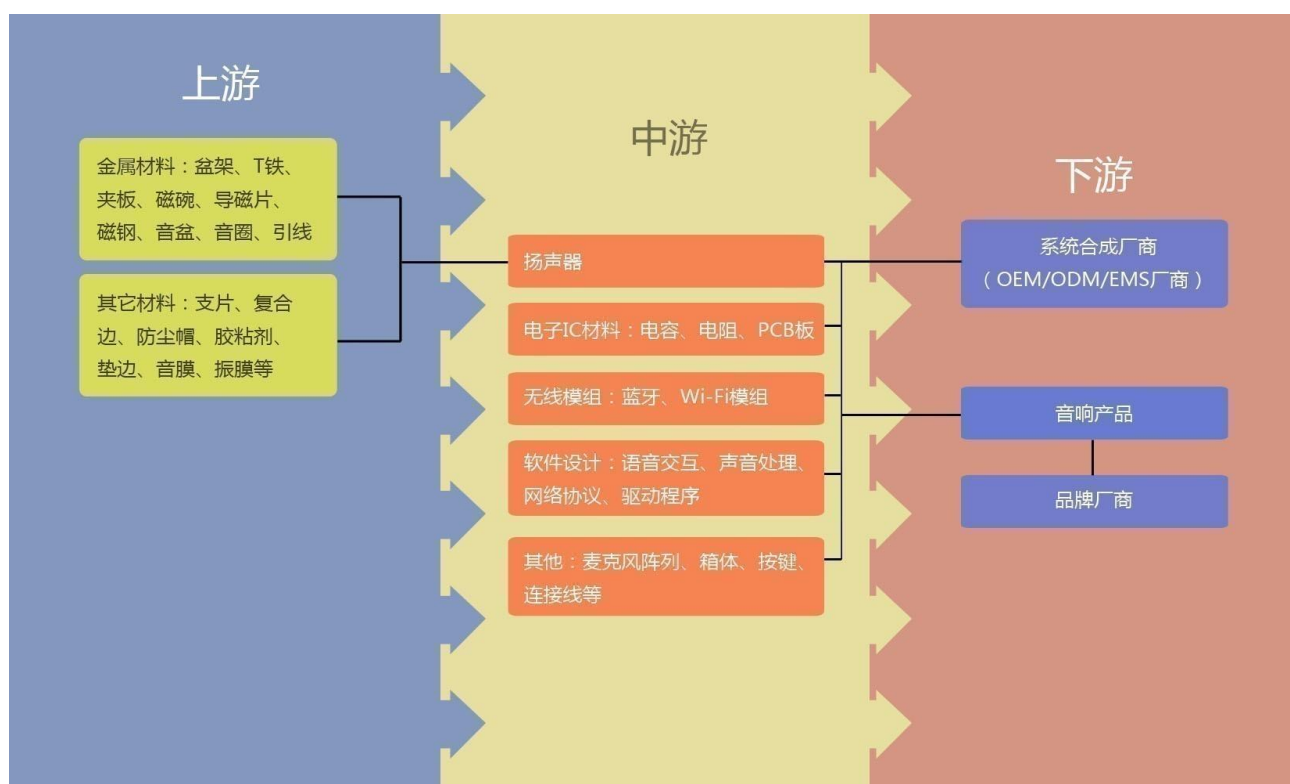 上游
金属材料：盆架、T铁、
夹板、磁碗、导磁片、
磁钢、音盆、音圈、引线
其它材料：支片、复合
边、防尘帽、胶粘剂、
垫边、音膜、振膜等
中游
扬声器
电子IC材料：电容、电阻、PCB板
无线模组：蓝牙、Wi-Fi模组
软件设计：语音交互、声音处理、
网络协议、驱动程序
其他：麦克风阵列、箱体、按键、
连接线等
下游
系统合成厂商
（OEM/ODM/EMS厂商）
音响产品
品牌厂商